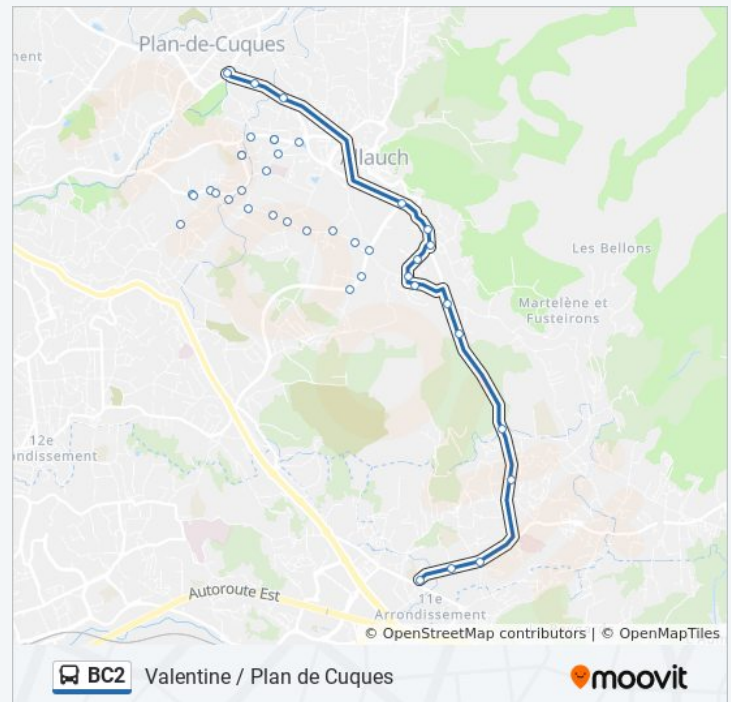 Plan-de-Cuques
ment
llauch
Les Bellons
Martelène et
Fusteirons
12e
ondissement
Autoroute Est
11e
Arrondissement
© OpenStreetMap contributors | © OpenMapTiles
BC2 Valentine / Plan de Cuques
moovit